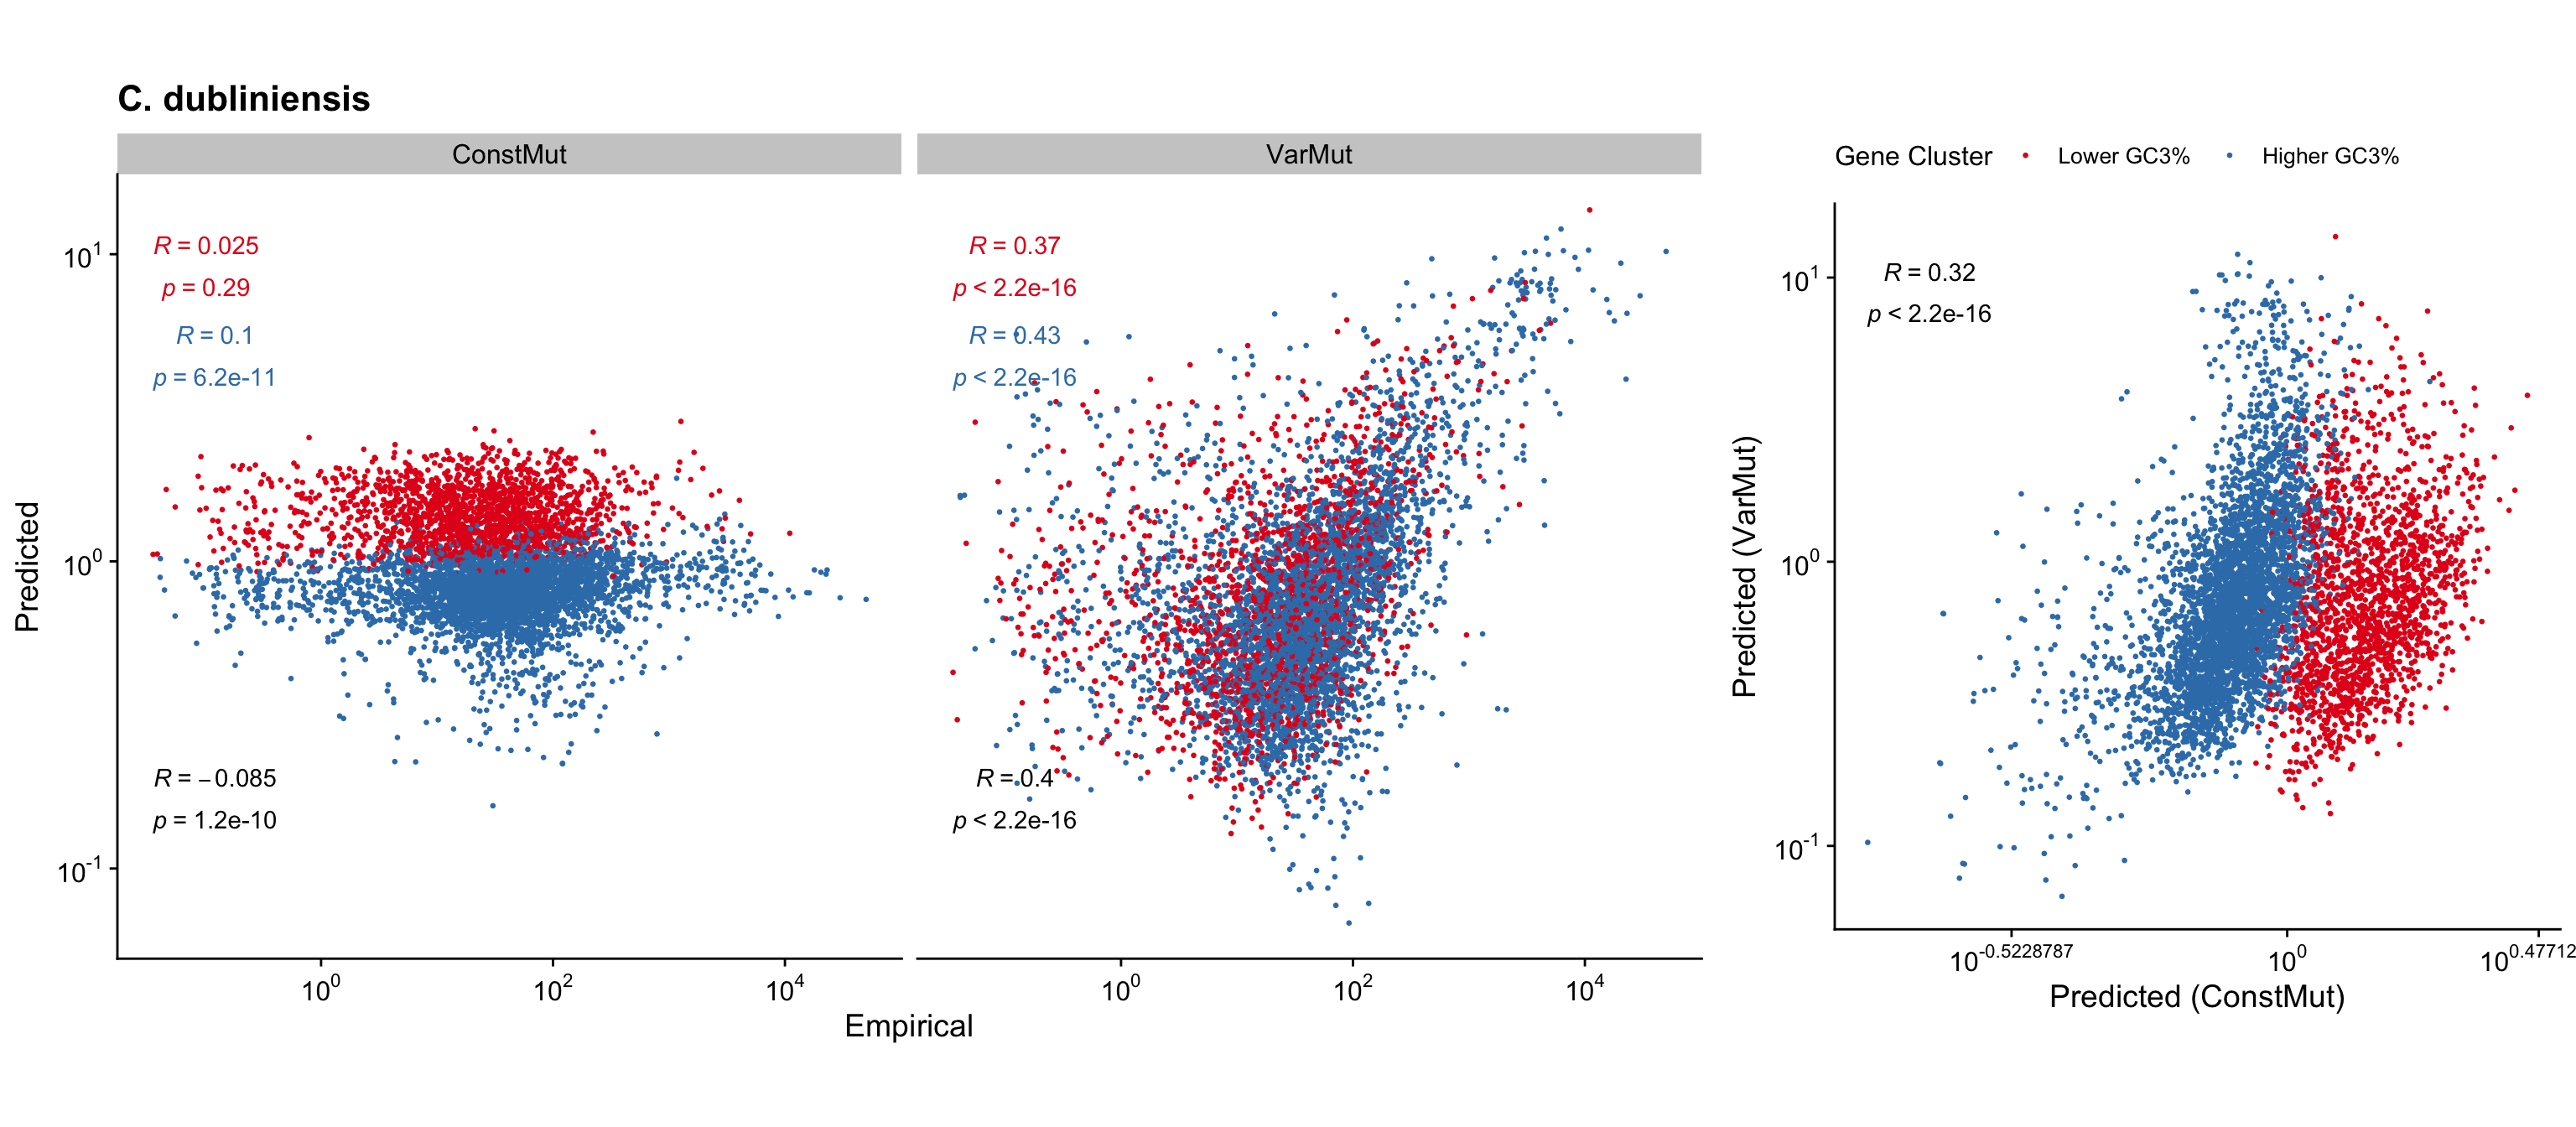 C. dubliniensis
ConstMut
VarMut
Gene Cluster Lower GC3% Higher GC3%
R = 0.025
p = 0.29
R = 0.1
p = 6.2e-11
R = −0.085
p = 1.2e-10
R = 0.37
p < 2.2e-16
R = 0.43
p < 2.2e-16
R = 0.4
p < 2.2e-16
R = 0.32
p < 2.2e-16
Predicted
10^1
10^0
10^-1
10^0 10^2 10^4
10^0 10^2 10^4
Empirical
Predicted (VarMut)
10^1
10^0
10^-1
10^-0.5228787 10^0 10^0.47712
Predicted (ConstMut)